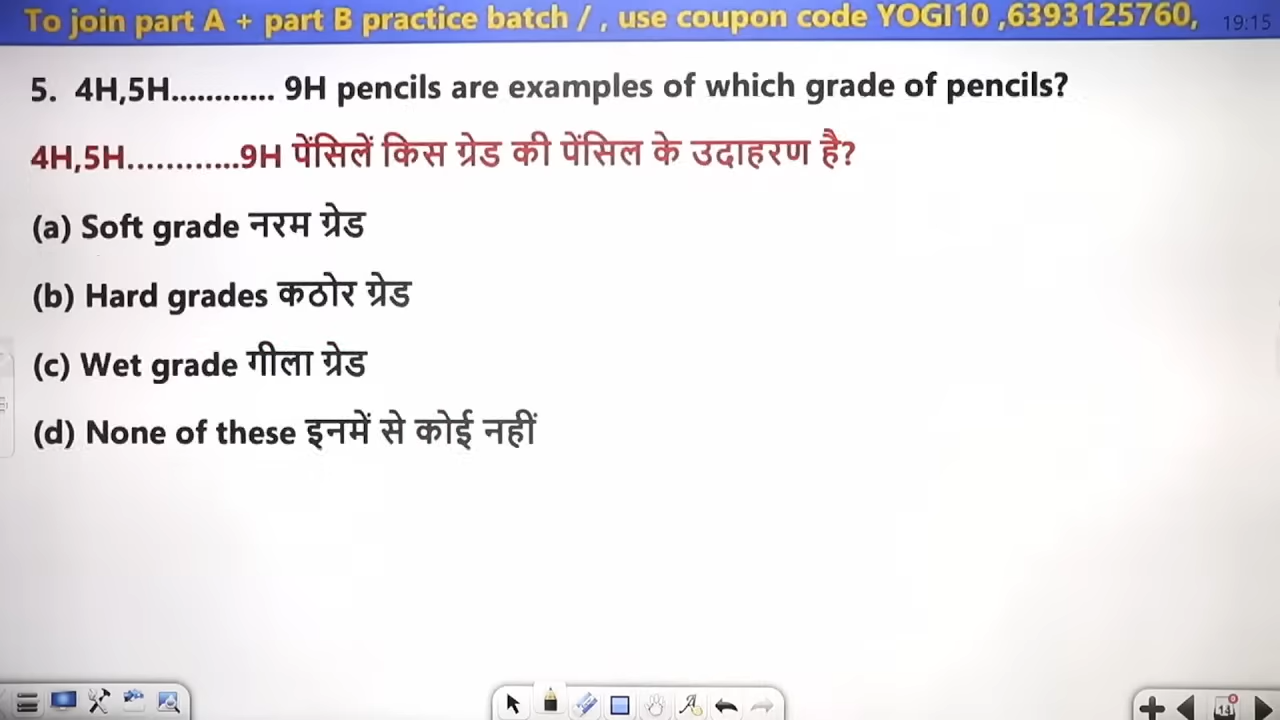 To join part A + part B practice batch / , use coupon code YOGI10 ,6393125760,
19:15
5. 4H,5H............ 9H pencils are examples of which grade of pencils?
4H,5H............9H पेंसिलें किस ग्रेड की पेंसिल के उदाहरण है?
(a) Soft grade नरम ग्रेड
(b) Hard grades कठोर ग्रेड
(c) Wet grade गीला ग्रेड
(d) None of these इनमें से कोई नहीं